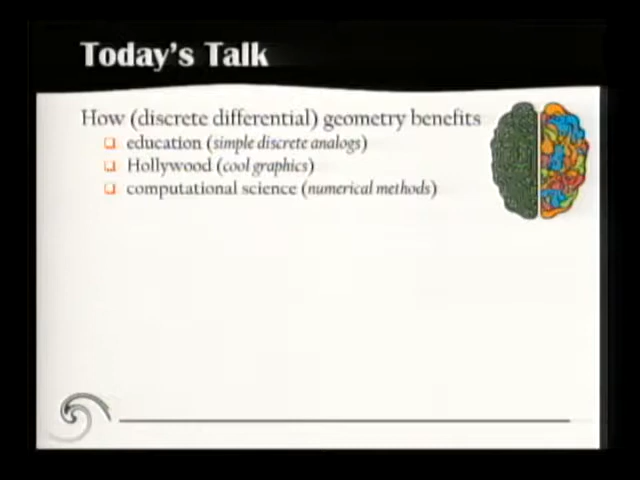 Today's Talk
How (discrete differential) geometry benefits
education (simple discrete analogs)
Hollywood (cool graphics)
computational science (numerical methods)